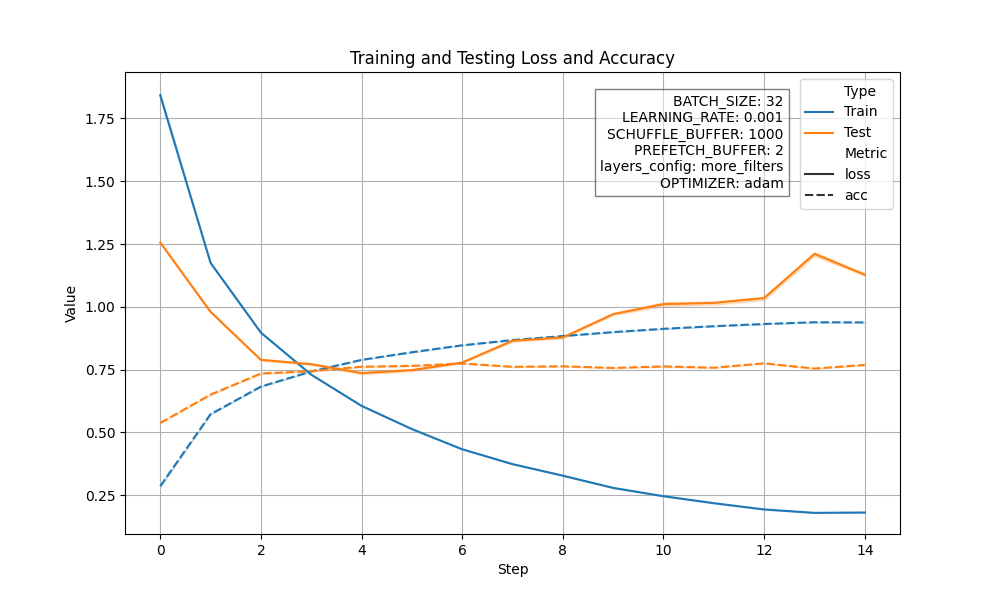 Training and Testing Loss and Accuracy
BATCH_SIZE: 32
LEARNING_RATE: 0.001
SCHUFFLE_BUFFER: 1000
PREFETCH_BUFFER: 2
layers_config: more_filters
OPTIMIZER: adam
Type
Train
Test
Metric
loss
acc
Value
1.75
1.50
1.25
1.00
0.75
0.50
0.25
0 2 4 6 8 10 12 14
Step